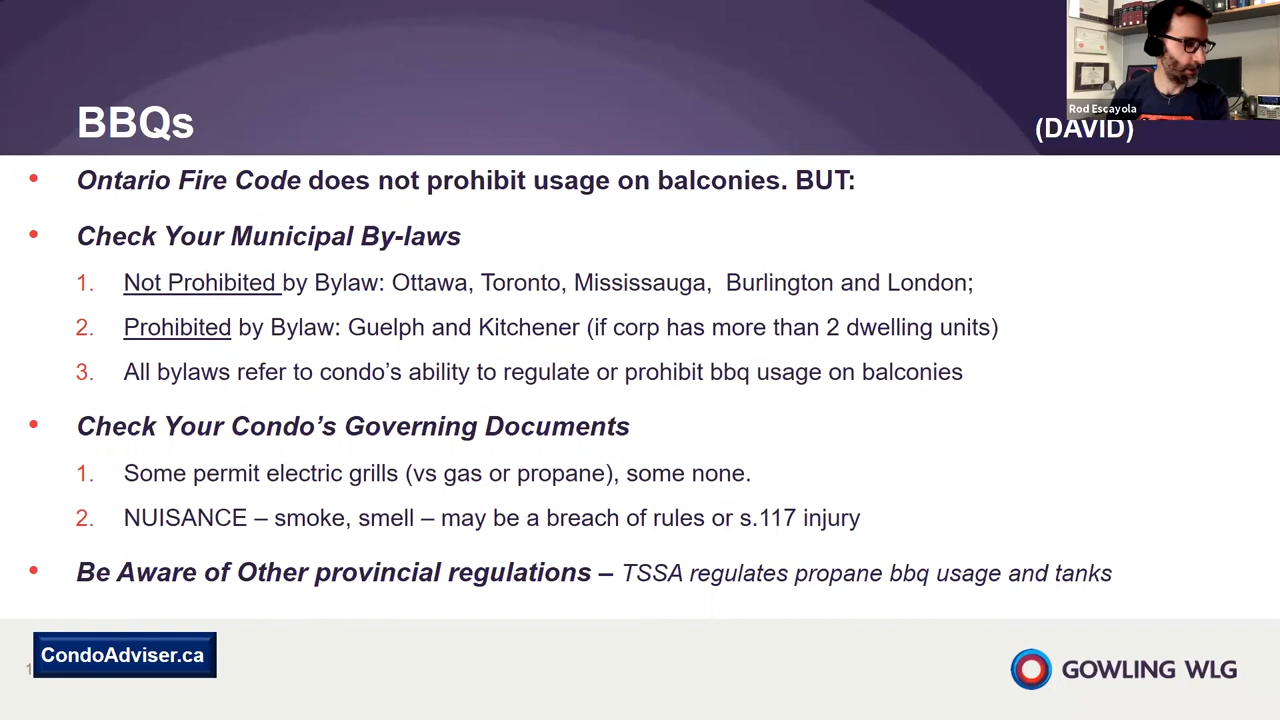 Rod Escayola
BBQs
(DAVID)
• Ontario Fire Code does not prohibit usage on balconies. BUT:
• Check Your Municipal By-laws
1. Not Prohibited by Bylaw: Ottawa, Toronto, Mississauga,  Burlington and London;
2. Prohibited by Bylaw: Guelph and Kitchener (if corp has more than 2 dwelling units)
3. All bylaws refer to condo’s ability to regulate or prohibit bbq usage on balconies
• Check Your Condo’s Governing Documents
1. Some permit electric grills (vs gas or propane), some none.
2. NUISANCE – smoke, smell – may be a breach of rules or s.117 injury
• Be Aware of Other provincial regulations – TSSA regulates propane bbq usage and tanks
CondoAdviser.ca
GOWLING WLG